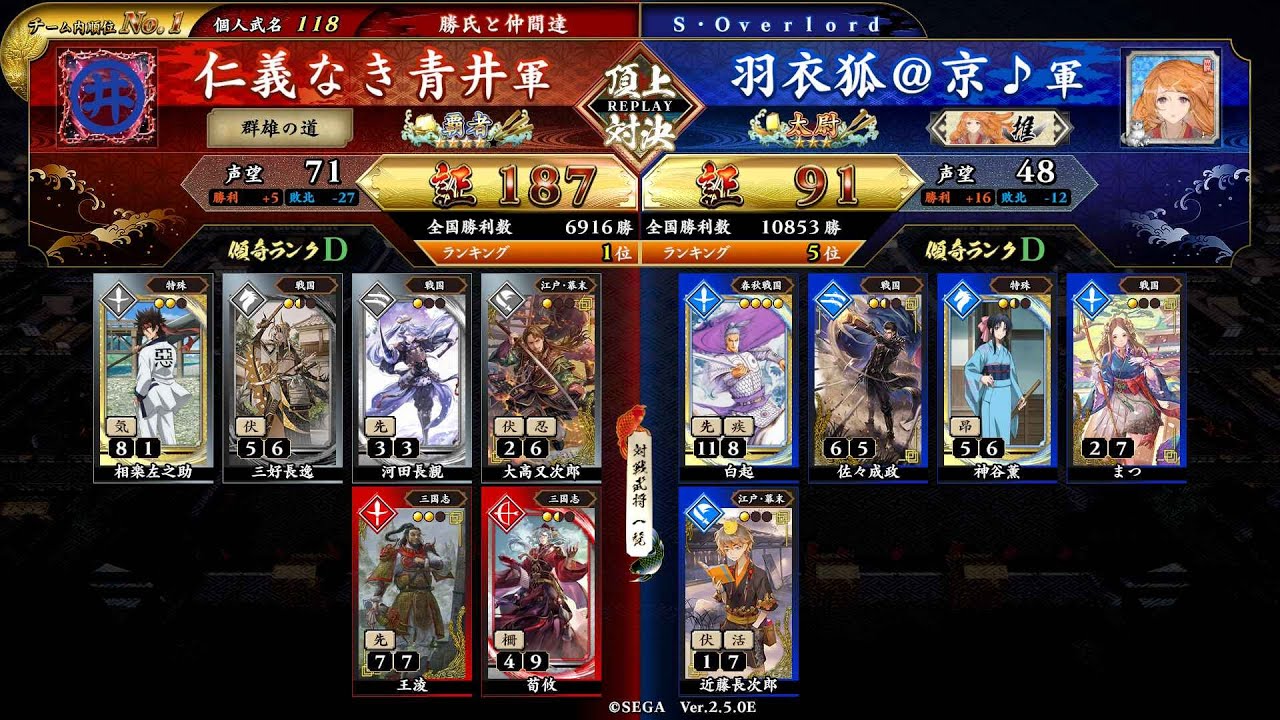 チーム内順位 No.1 個人武名 118 勝氏と仲間達 S・Overlord
仁義なき青井軍 頂上 REPLAY 対決 羽衣狐@京♪軍
井
群雄の道 覇者 太尉 推
声望 71 証 187 証 91 声望 48
勝利 +5 敗北 -27 勝利 +16 敗北 -12
全国勝利数 6916勝 全国勝利数 10853勝
傾奇ランクD ランキング 1位 ランキング 5位 傾奇ランクD
特殊 戦国 戦国 江戸・幕末 春秋戦国 戦国 特殊 戦国
惡
気 伏 先 伏 忍 先 疾 昂
8 1 5 6 3 3 2 6 11 8 6 5 5 6 2 7
相楽左之助 三好長逸 河田長親 大高又次郎 白起 佐々成政 神谷薫 まつ
対戦武将一覧
三国志 三国志 江戸・幕末
先 柵 伏 活
7 7 4 9 1 7
王淩 荀攸 近藤長次郎
©SEGA Ver.2.5.0E